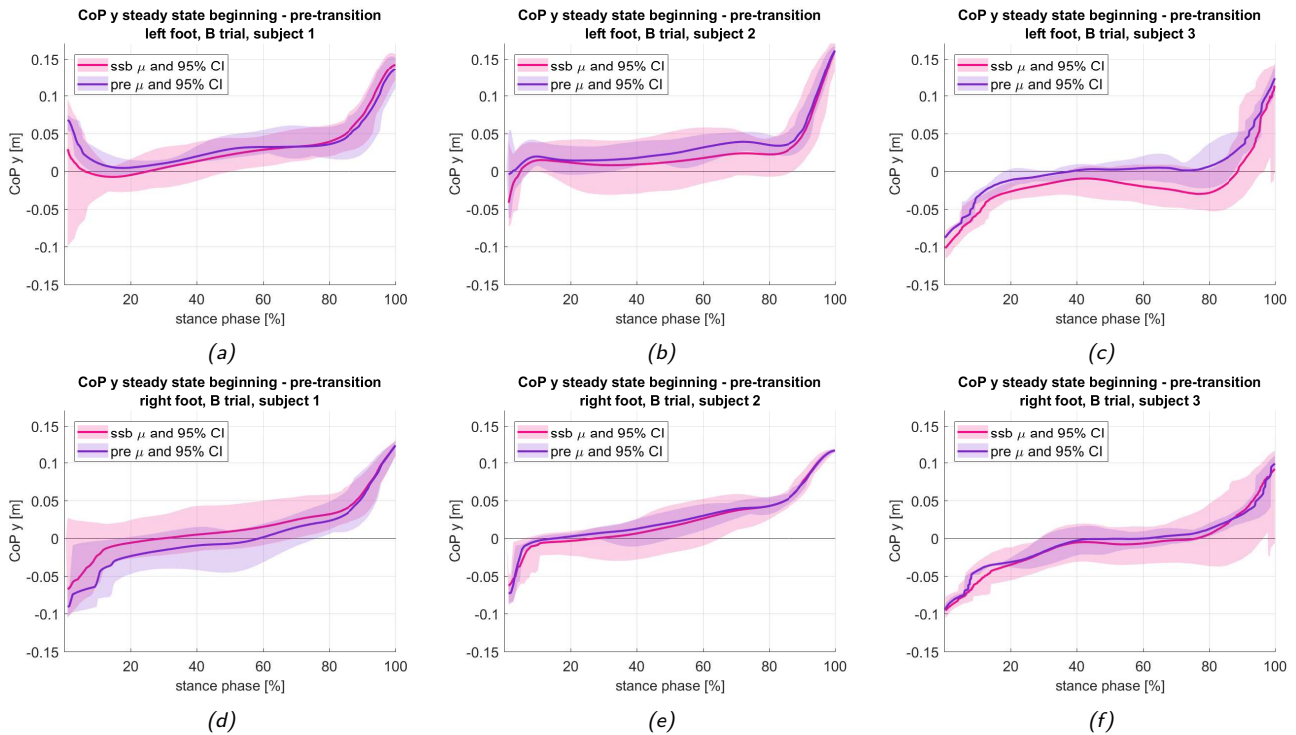 CoP y steady state beginning - pre-transition
left foot, B trial, subject 1
ssb μ and 95% CI
pre μ and 95% CI
CoP y [m]
0.15
0.1
0.05
0
-0.05
-0.1
-0.15
20 40 60 80 100
stance phase [%]
(a)
CoP y steady state beginning - pre-transition
left foot, B trial, subject 2
ssb μ and 95% CI
pre μ and 95% CI
CoP y [m]
0.15
0.1
0.05
0
-0.05
-0.1
-0.15
20 40 60 80 100
stance phase [%]
(b)
CoP y steady state beginning - pre-transition
left foot, B trial, subject 3
ssb μ and 95% CI
pre μ and 95% CI
CoP y [m]
0.15
0.1
0.05
0
-0.05
-0.1
-0.15
20 40 60 80 100
stance phase [%]
(c)
CoP y steady state beginning - pre-transition
right foot, B trial, subject 1
ssb μ and 95% CI
pre μ and 95% CI
CoP y [m]
0.15
0.1
0.05
0
-0.05
-0.1
-0.15
20 40 60 80 100
stance phase [%]
(d)
CoP y steady state beginning - pre-transition
right foot, B trial, subject 2
ssb μ and 95% CI
pre μ and 95% CI
CoP y [m]
0.15
0.1
0.05
0
-0.05
-0.1
-0.15
20 40 60 80 100
stance phase [%]
(e)
CoP y steady state beginning - pre-transition
right foot, B trial, subject 3
ssb μ and 95% CI
pre μ and 95% CI
CoP y [m]
0.15
0.1
0.05
0
-0.05
-0.1
-0.15
20 40 60 80 100
stance phase [%]
(f)